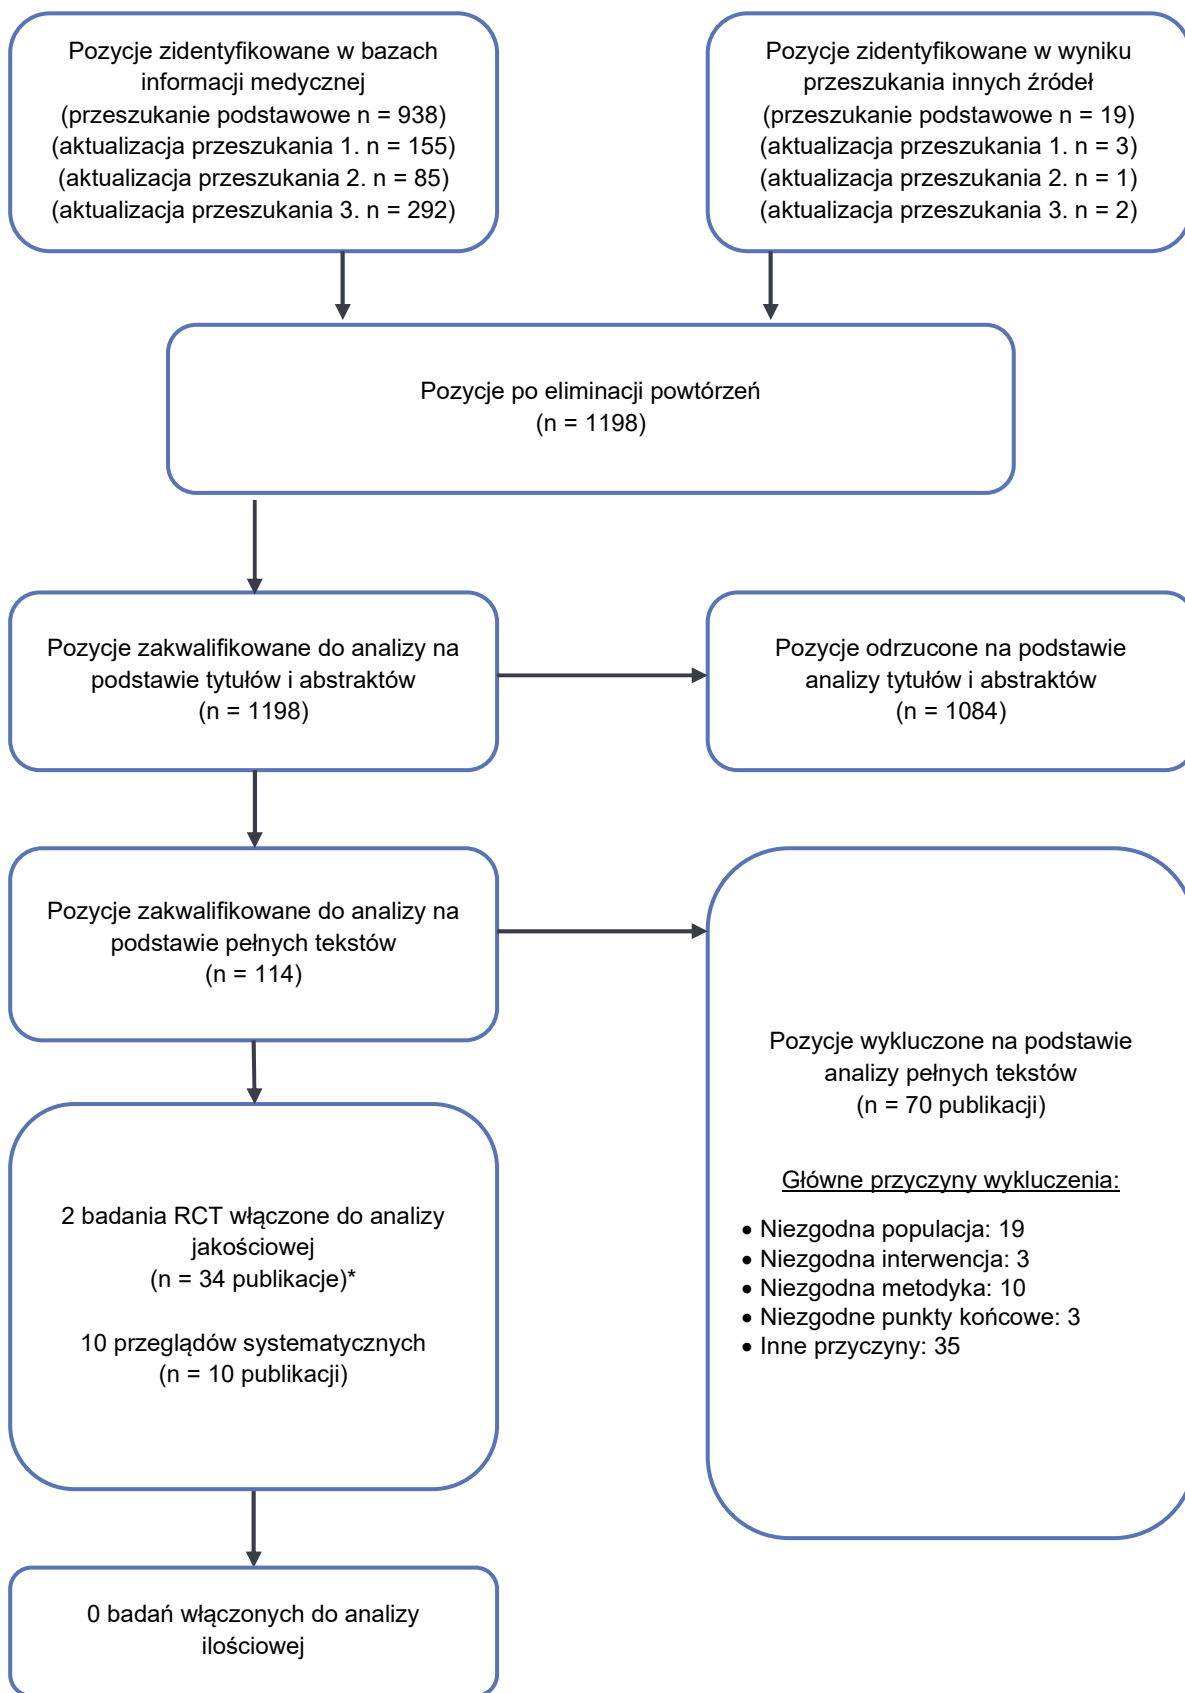 Pozycje zidentyfikowane w bazach
informacji medycznej
(przeszukanie podstawowe n = 938)
(aktualizacja przeszukania 1. n = 155)
(aktualizacja przeszukania 2. n = 85)
(aktualizacja przeszukania 3. n = 292)
Pozycje zidentyfikowane w wyniku
przeszukania innych źródeł
(przeszukanie podstawowe n = 19)
(aktualizacja przeszukania 1. n = 3)
(aktualizacja przeszukania 2. n = 1)
(aktualizacja przeszukania 3. n = 2)
Pozycje po eliminacji powtórzeń
(n = 1198)
Pozycje zakwalifikowane do analizy na
podstawie tytułów i abstraktów
(n = 1198)
Pozycje odrzucone na podstawie
analizy tytułów i abstraktów
(n = 1084)
Pozycje zakwalifikowane do analizy na
podstawie pełnych tekstów
(n = 114)
Pozycje wykluczone na podstawie
analizy pełnych tekstów
(n = 70 publikacji)
Główne przyczyny wykluczenia:
• Niezgodna populacja: 19
• Niezgodna interwencja: 3
• Niezgodna metodyka: 10
• Niezgodne punkty końcowe: 3
• Inne przyczyny: 35
2 badania RCT włączone do analizy
jakościowej
(n = 34 publikacje)*
10 przeglądów systematycznych
(n = 10 publikacji)
0 badań włączonych do analizy
ilościowej